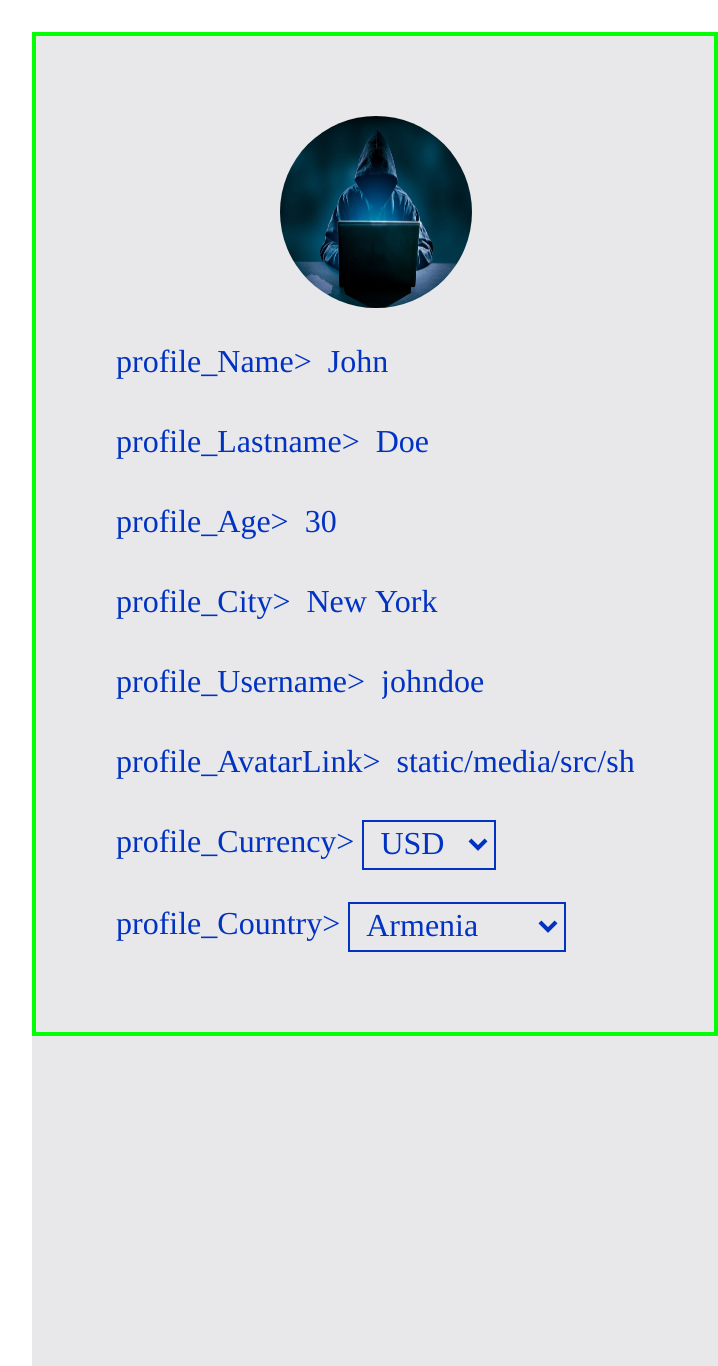 profile_Name> John
profile_Lastname> Doe
profile_Age> 30
profile_City> New York
profile_Username> johndoe
profile_AvatarLink> static/media/src/sh
profile_Currency> USD
profile_Country> Armenia